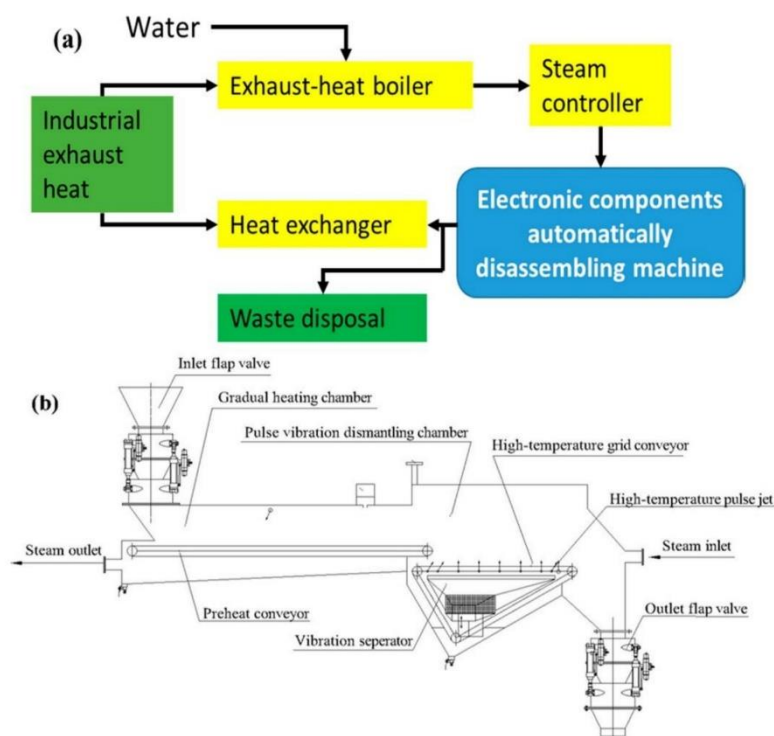 (a)
Water
Exhaust-heat boiler
Steam
controller
Industrial
exhaust
heat
Heat exchanger
Electronic components
automatically
disassembling machine
Waste disposal
Inlet flap valve
(b)
Gradual heating chamber
Pulse vibration dismantling chamber
High-temperature grid conveyor
High-temperature pulse jet
Steam outlet
Steam inlet
Preheat conveyor
Vibration seperator
Outlet flap valve